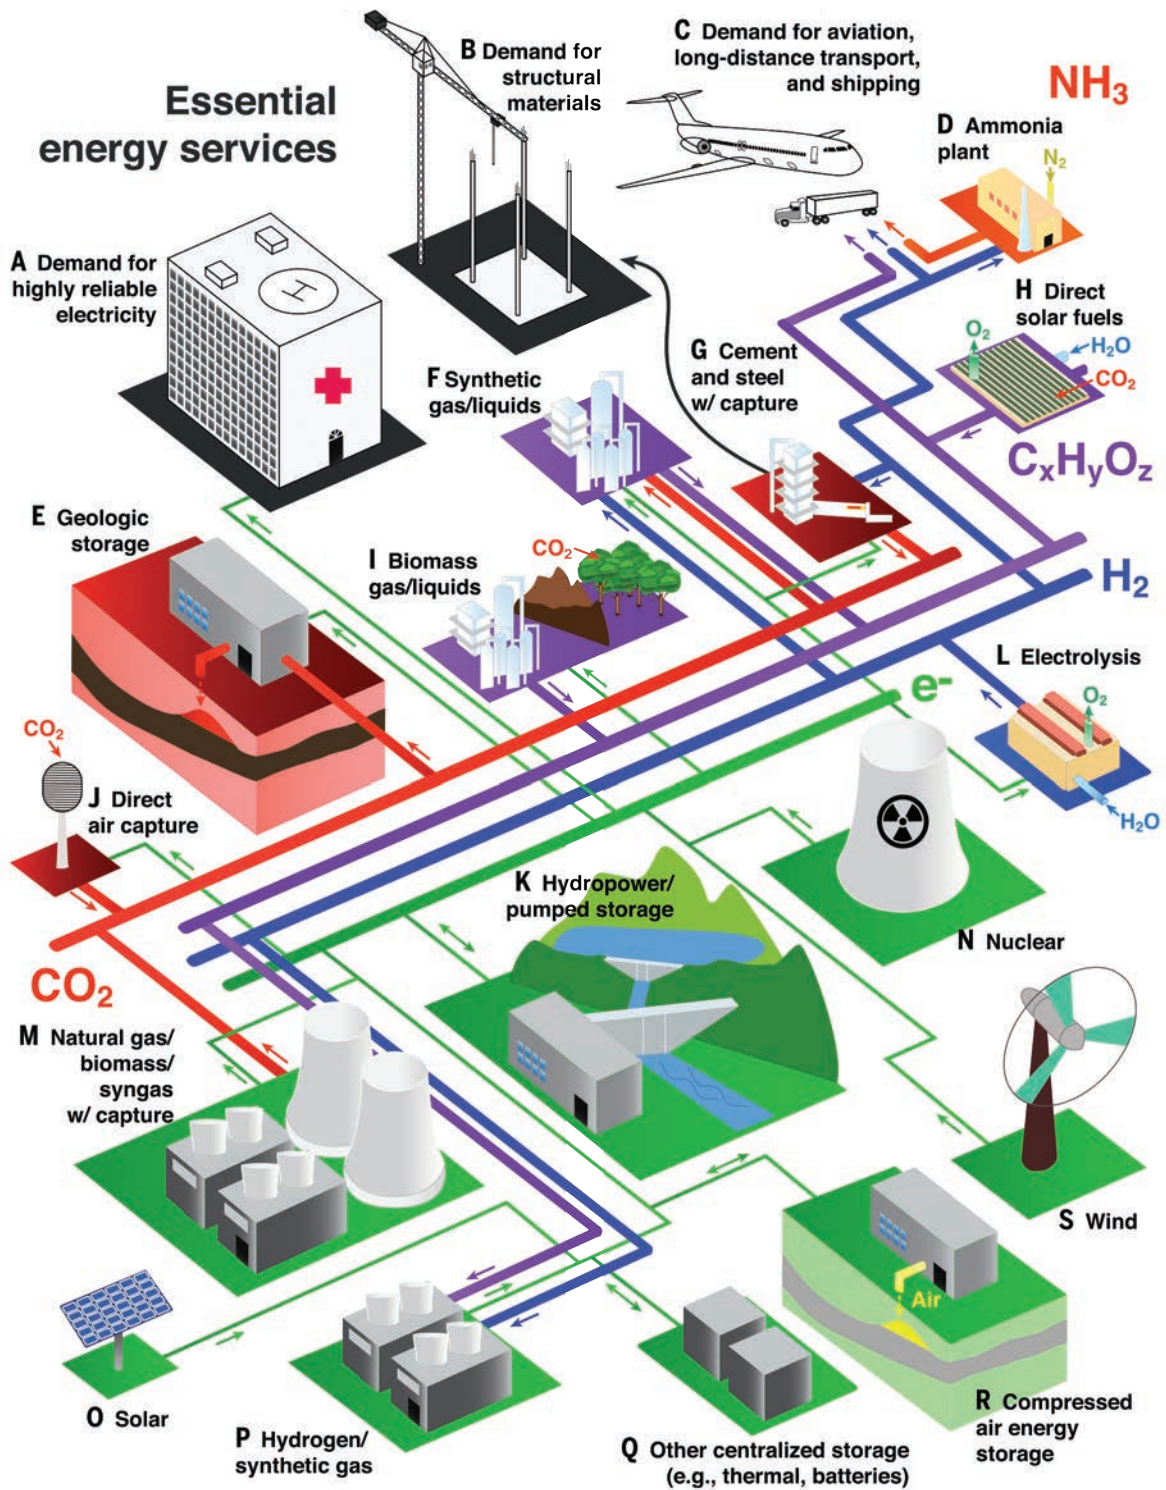 Essential
energy services
B Demand for
structural
materials
C Demand for aviation,
long-distance transport,
and shipping
NH3
D Ammonia
plant
N2
A Demand for
highly reliable
electricity
H
H Direct
solar fuels
O2
H2O
CO2
F Synthetic
gas/liquids
G Cement
and steel
w/ capture
CxHyOz
E Geologic
storage
I Biomass
gas/liquids
CO2
H2
L Electrolysis
O2
H2O
e-
CO2
J Direct
air capture
K Hydropower/
pumped storage
N Nuclear
CO2
M Natural gas/
biomass/
syngas
w/ capture
S Wind
Air
O Solar
P Hydrogen/
synthetic gas
Q Other centralized storage
(e.g., thermal, batteries)
R Compressed
air energy
storage